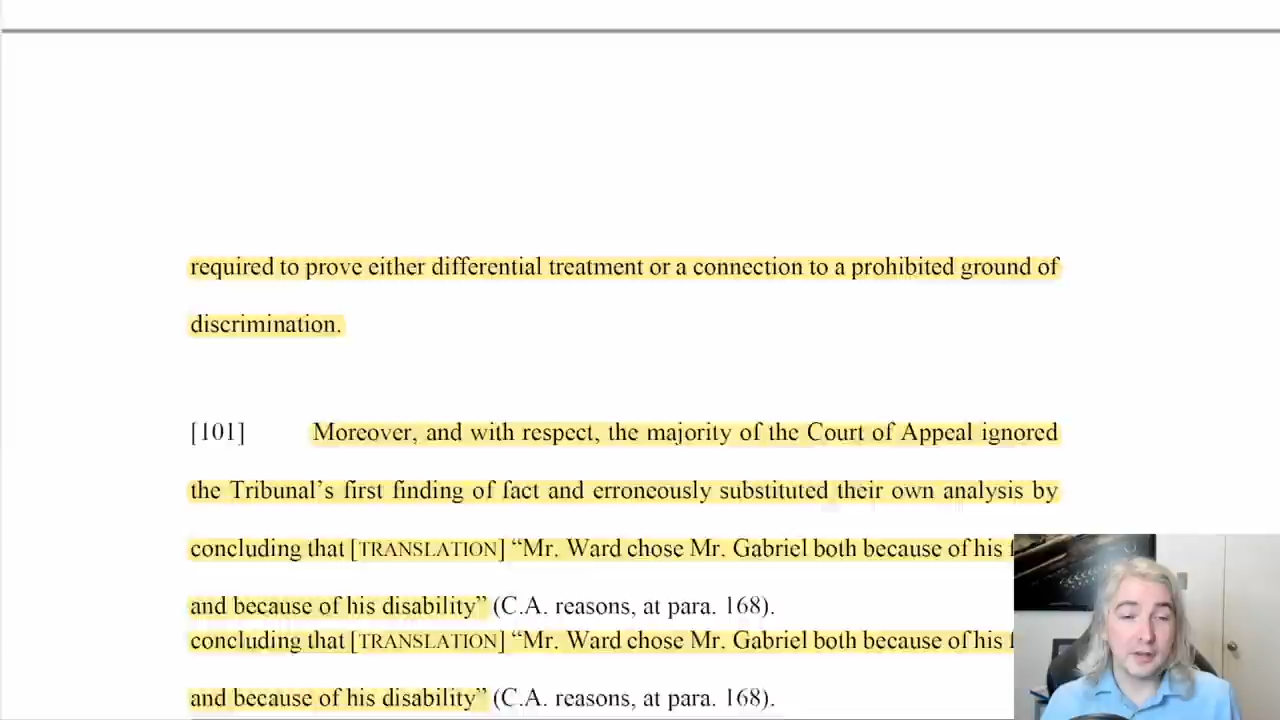 required to prove either differential treatment or a connection to a prohibited ground of
discrimination.
[101] Moreover, and with respect, the majority of the Court of Appeal ignored
the Tribunal's first finding of fact and erroneously substituted their own analysis by
concluding that [TRANSLATION] “Mr. Ward chose Mr. Gabriel both because of his
and because of his disability” (C.A. reasons, at para. 168).
concluding that [TRANSLATION] “Mr. Ward chose Mr. Gabriel both because of his
and because of his disability” (C.A. reasons, at para. 168).